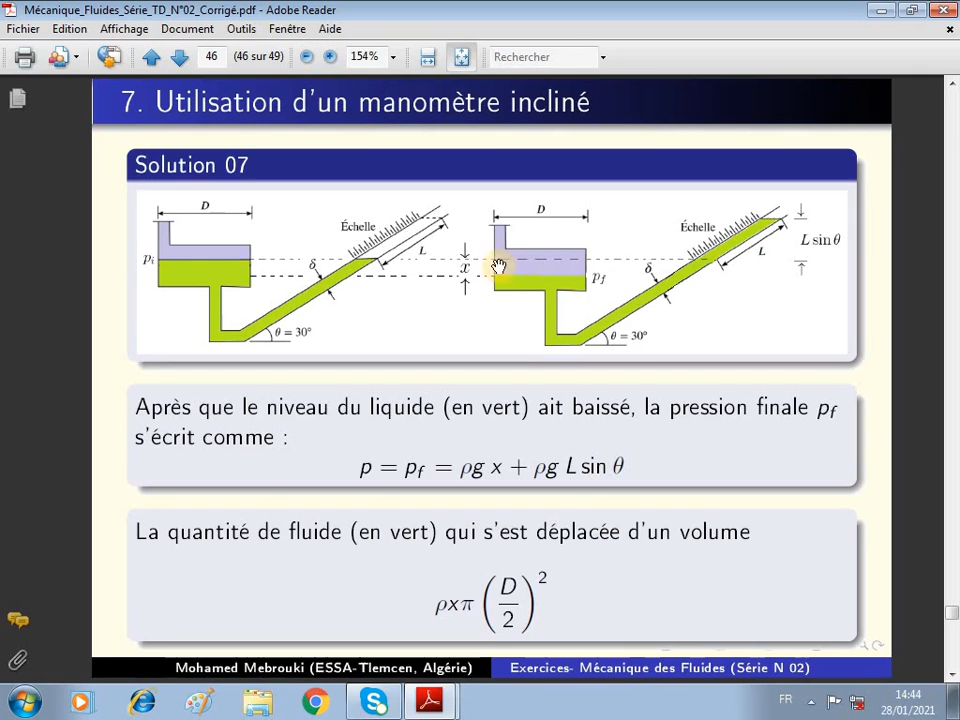 Mécanique_Fluides_Série_TD_N°02_Corrigé.pdf - Adobe Reader
Fichier Edition Affichage Document Outils Fenêtre Aide
46 (46 sur 49) 154% Rechercher
7. Utilisation d'un manomètre incliné
Solution 07
D
Échelle
L
δ
p_i
θ = 30°
x
D
Échelle
L
L sin θ
δ
p_f
θ = 30°
Après que le niveau du liquide (en vert) ait baissé, la pression finale p_f
s'écrit comme :
p = p_f = ρg x + ρg L sin θ
La quantité de fluide (en vert) qui s'est déplacée d'un volume
ρxπ (D/2)^2
Mohamed Mebrouki (ESSA-Tlemcen, Algérie) Exercices- Mécanique des Fluides (Série N 02)
FR
14:44
28/01/2021